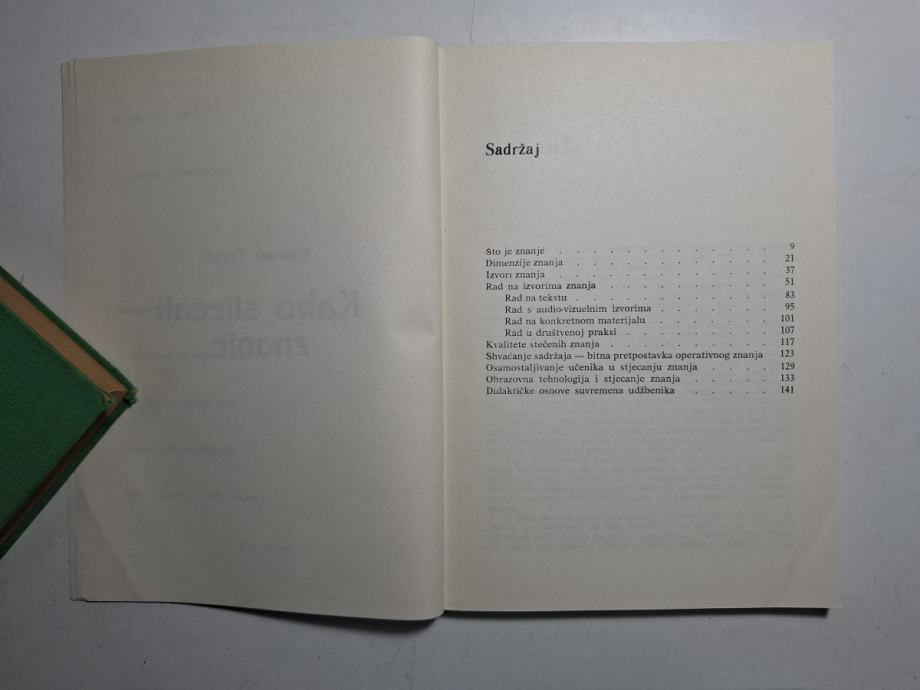 Sadržaj
Što je znanje . . . . . . . . . . . . . 9
Dimenzije znanja . . . . . . . . . . . . 21
Izvori znanja . . . . . . . . . . . . . 37
Rad na izvorima znanja . . . . . . . . . . 51
Rad na tekstu . . . . . . . . . . . . 83
Rad s audio-vizuelnim izvorima . . . . . . . 95
Rad na konkretnom materijalu . . . . . . . 101
Rad u društvenoj praksi . . . . . . . . . 107
Kvalitete stečenih znanja . . . . . . . . . 117
Shvaćanje sadržaja — bitna pretpostavka operativnog znanja 123
Osamostaljivanje učenika u stjecanju znanja . . . . 129
Obrazovna tehnologija i stjecanje znanja . . . . . 133
Didaktičke osnove suvremena udžbenika . . . . . 141
Kako stjecati
znanje